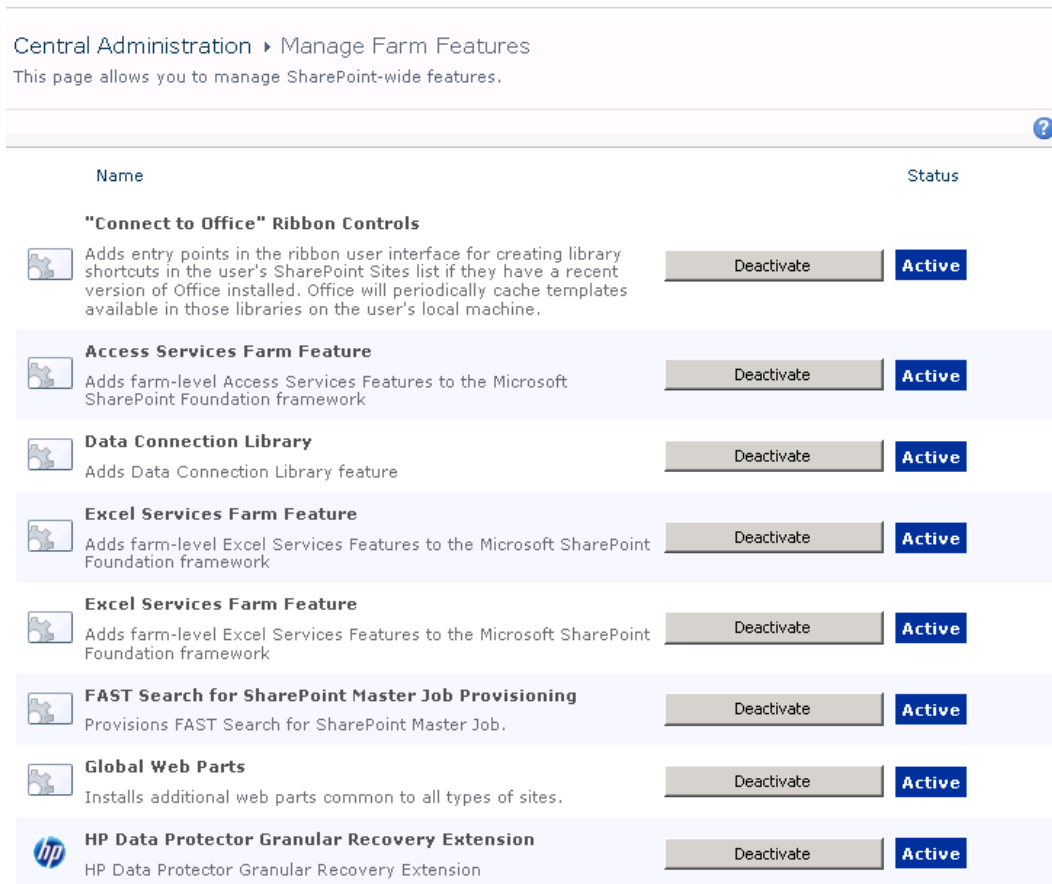 Central Administration ▸ Manage Farm Features
This page allows you to manage SharePoint-wide features.
?
Name Status
"Connect to Office" Ribbon Controls
Adds entry points in the ribbon user interface for creating library
shortcuts in the user's SharePoint Sites list if they have a recent
version of Office installed. Office will periodically cache templates
available in those libraries on the user's local machine.
Deactivate Active
Access Services Farm Feature
Adds farm-level Access Services Features to the Microsoft
SharePoint Foundation framework
Deactivate Active
Data Connection Library
Adds Data Connection Library feature
Deactivate Active
Excel Services Farm Feature
Adds farm-level Excel Services Features to the Microsoft SharePoint
Foundation framework
Deactivate Active
Excel Services Farm Feature
Adds farm-level Excel Services Features to the Microsoft SharePoint
Foundation framework
Deactivate Active
FAST Search for SharePoint Master Job Provisioning
Provisions FAST Search for SharePoint Master Job.
Deactivate Active
Global Web Parts
Installs additional web parts common to all types of sites.
Deactivate Active
hp
HP Data Protector Granular Recovery Extension
HP Data Protector Granular Recovery Extension
Deactivate Active